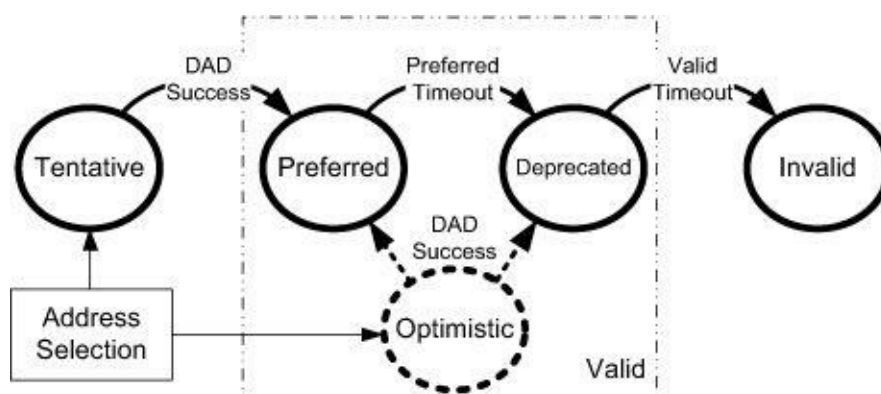 DAD
Success
Preferred
Timeout
Valid
Timeout
Tentative
Preferred
Deprecated
Invalid
DAD
Success
Address
Selection
Optimistic
Valid